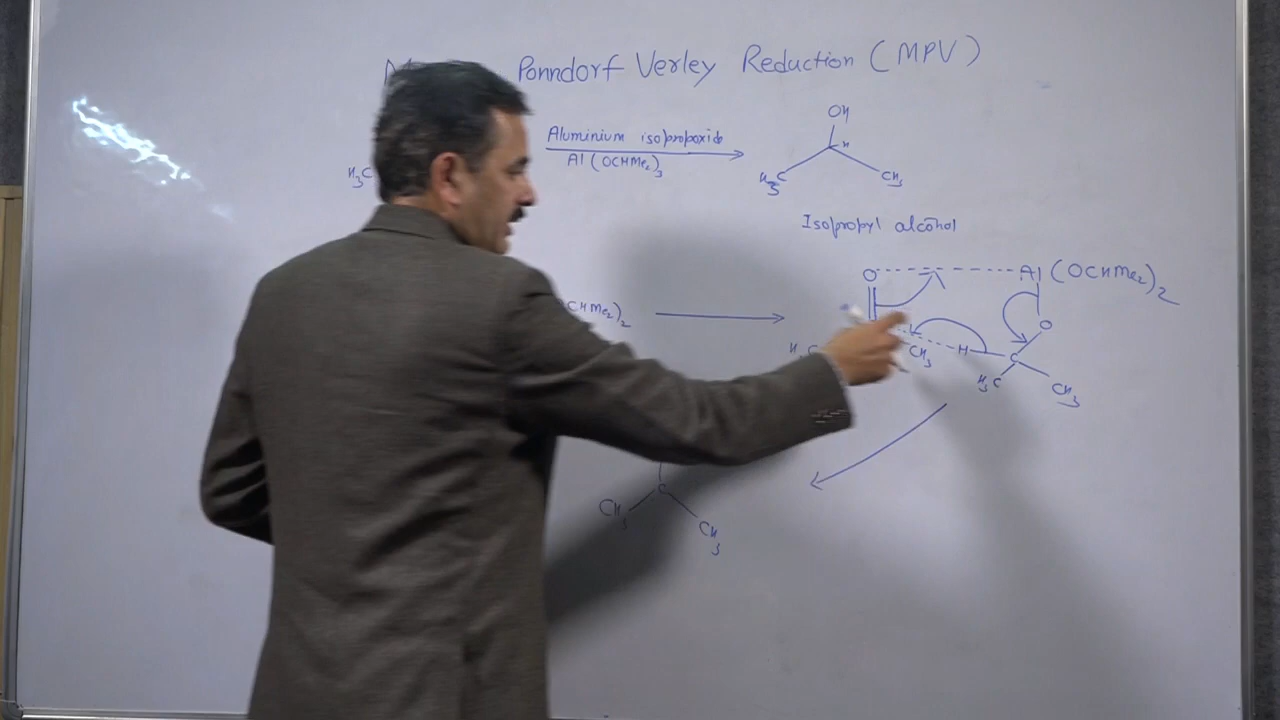 Ponndorf Verley Reduction (MPV)
OH
Aluminium isopropoxide
Al(OCHMe2)3
H
H3C
H3C
CH3
Isopropyl alcohol
O
Al(OCHMe2)2
CHMe2)2
O
H3C
CH3
H
C
H3C
CH3
C
CH3
CH3